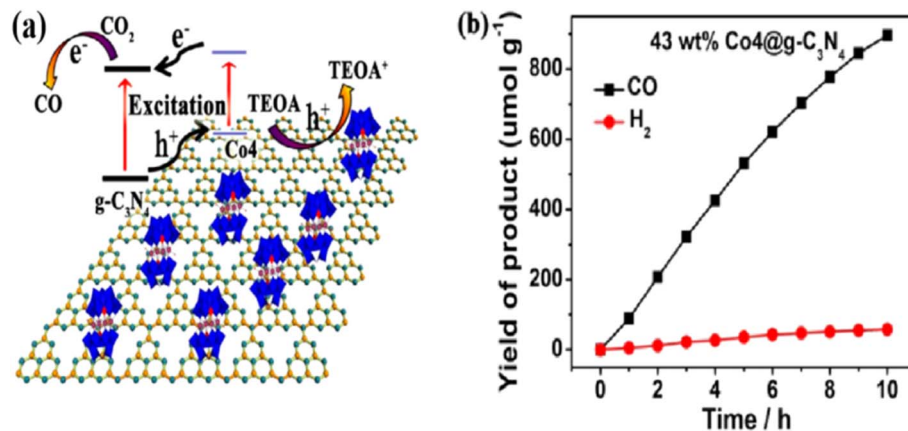 (a)
CO₂
e⁻
e⁻
CO
Excitation
TEOA
TEOA⁺
h⁺
h⁺
Co4
g-C₃N₄
(b)
43 wt% Co4@g-C₃N₄
CO
H₂
Yield of product (umol g⁻¹)
800
600
400
200
0
0 2 4 6 8 10
Time / h